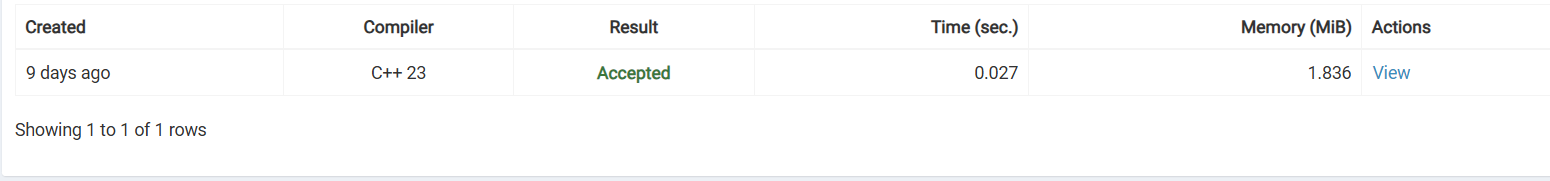 Created Compiler Result Time (sec.) Memory (MiB) Actions
9 days ago C++ 23 Accepted 0.027 1.836 View
Showing 1 to 1 of 1 rows